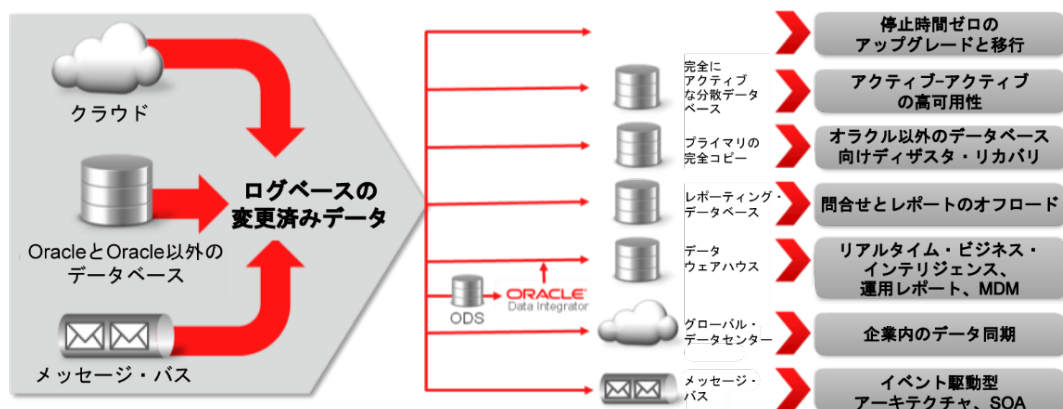 クラウド
OracleとOracle以外の
データベース
メッセージ・バス
ログベースの
変更済みデータ
ODS
ORACLE
Data Integrator
完全に
アクティブ
な分散データ
ベース
プライマリの
完全コピー
レポーティング・
データベース
データ
ウェアハウス
グローバル・
データセンター
メッセージ・
バス
停止時間ゼロの
アップグレードと移行
アクティブ-アクティブ
の高可用性
オラクル以外のデータベース
向けディザスタ・リカバリ
問合せとレポートのオフロード
リアルタイム・ビジネス・
インテリジェンス、
運用レポート、MDM
企業内のデータ同期
イベント駆動型
アーキテクチャ、SOA